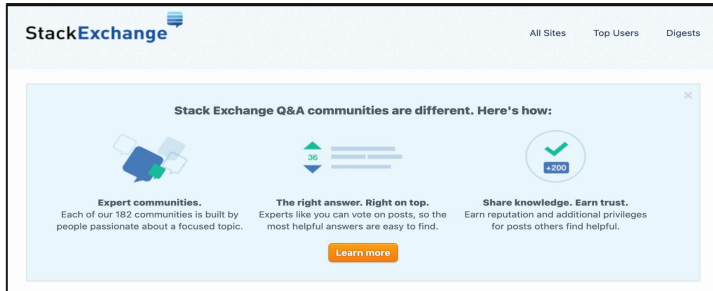 StackExchange
All Sites Top Users Digests
Stack Exchange Q&A communities are different. Here's how:
36
+200
Expert communities.
Each of our 182 communities is built by
people passionate about a focused topic.
The right answer. Right on top.
Experts like you can vote on posts, so the
most helpful answers are easy to find.
Share knowledge. Earn trust.
Earn reputation and additional privileges
for posts others find helpful.
Learn more